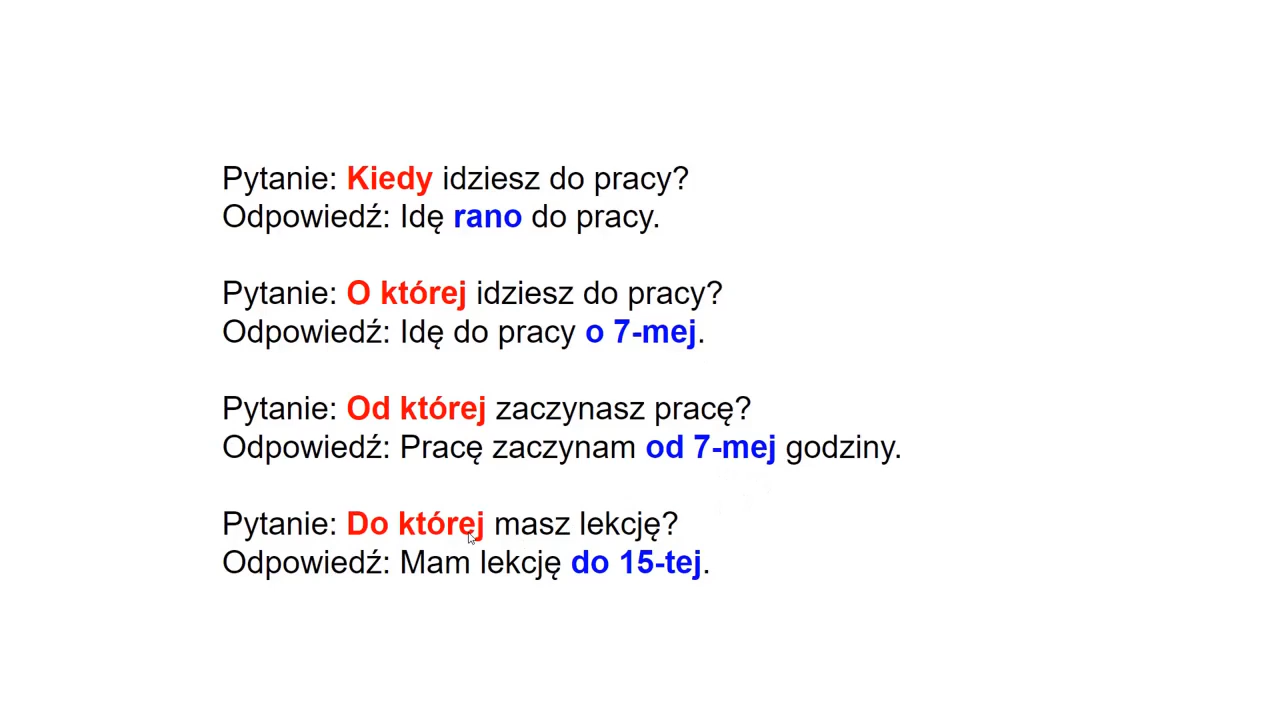 Pytanie: Kiedy idziesz do pracy?
Odpowiedź: Idę rano do pracy.
Pytanie: O której idziesz do pracy?
Odpowiedź: Idę do pracy o 7-mej.
Pytanie: Od której zaczynasz pracę?
Odpowiedź: Pracę zaczynam od 7-mej godziny.
Pytanie: Do której masz lekcję?
Odpowiedź: Mam lekcję do 15-tej.